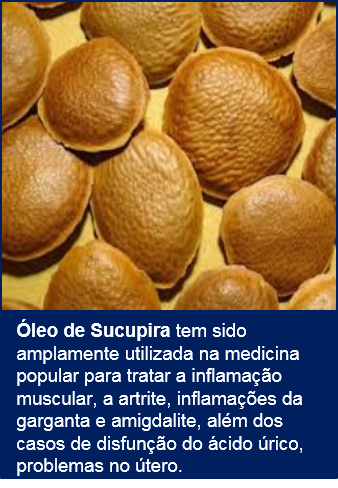 Óleo de Sucupira tem sido
amplamente utilizada na medicina
popular para tratar a inflamação
muscular, a artrite, inflamações da
garganta e amigdalite, além dos
casos de disfunção do ácido úrico,
problemas no útero.